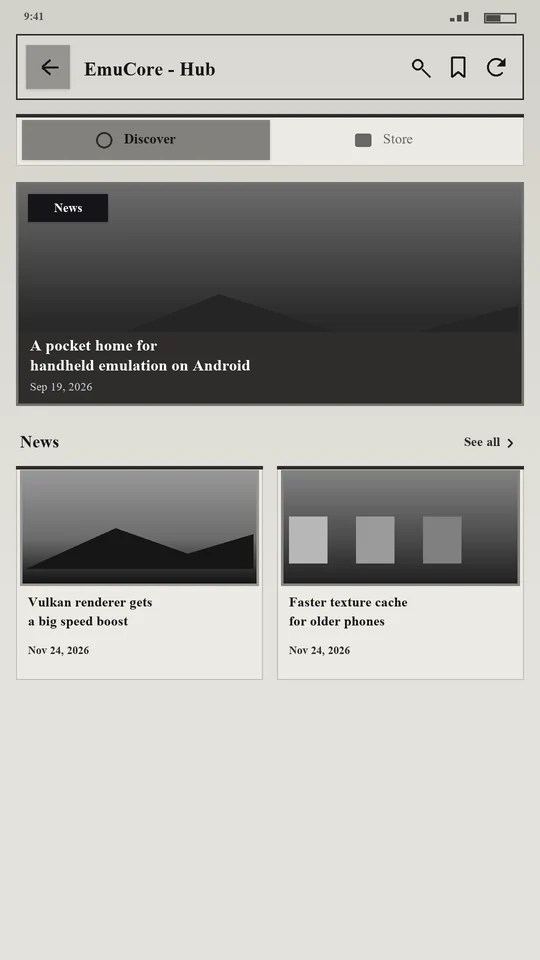 9:41
EmuCore - Hub
Discover
Store
News
A pocket home for
handheld emulation on Android
Sep 19, 2026
News
See all
Vulkan renderer gets
a big speed boost
Nov 24, 2026
Faster texture cache
for older phones
Nov 24, 2026